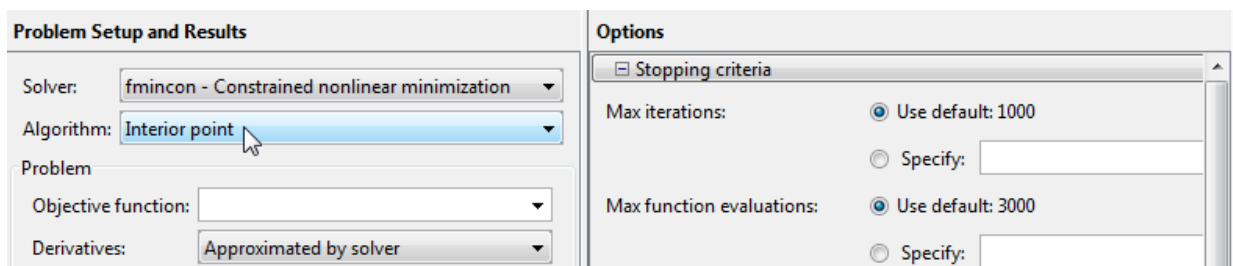 Problem Setup and Results
Solver: fmincon - Constrained nonlinear minimization
Algorithm: Interior point
Problem
Objective function:
Derivatives: Approximated by solver
Options
Stopping criteria
Max iterations: Use default: 1000
Specify:
Max function evaluations: Use default: 3000
Specify: